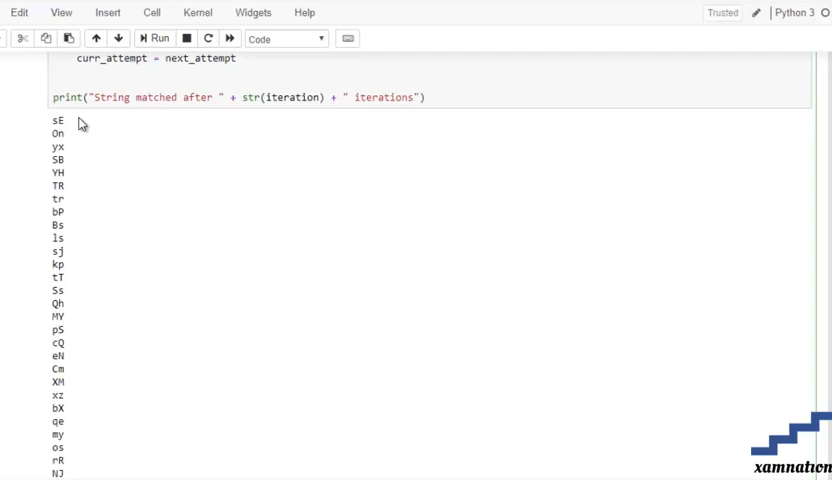 Edit View Insert Cell Kernel Widgets Help Trusted Python 3
Run Code
curr_attempt = next_attempt
print("String matched after " + str(iteration) + " iterations")
sE
On
yx
SB
YH
TR
tr
bP
Bs
ls
sj
kp
tT
Ss
Qh
MY
pS
cQ
eN
Cm
XM
xz
bX
qe
my
os
rR
NJ
xamnation